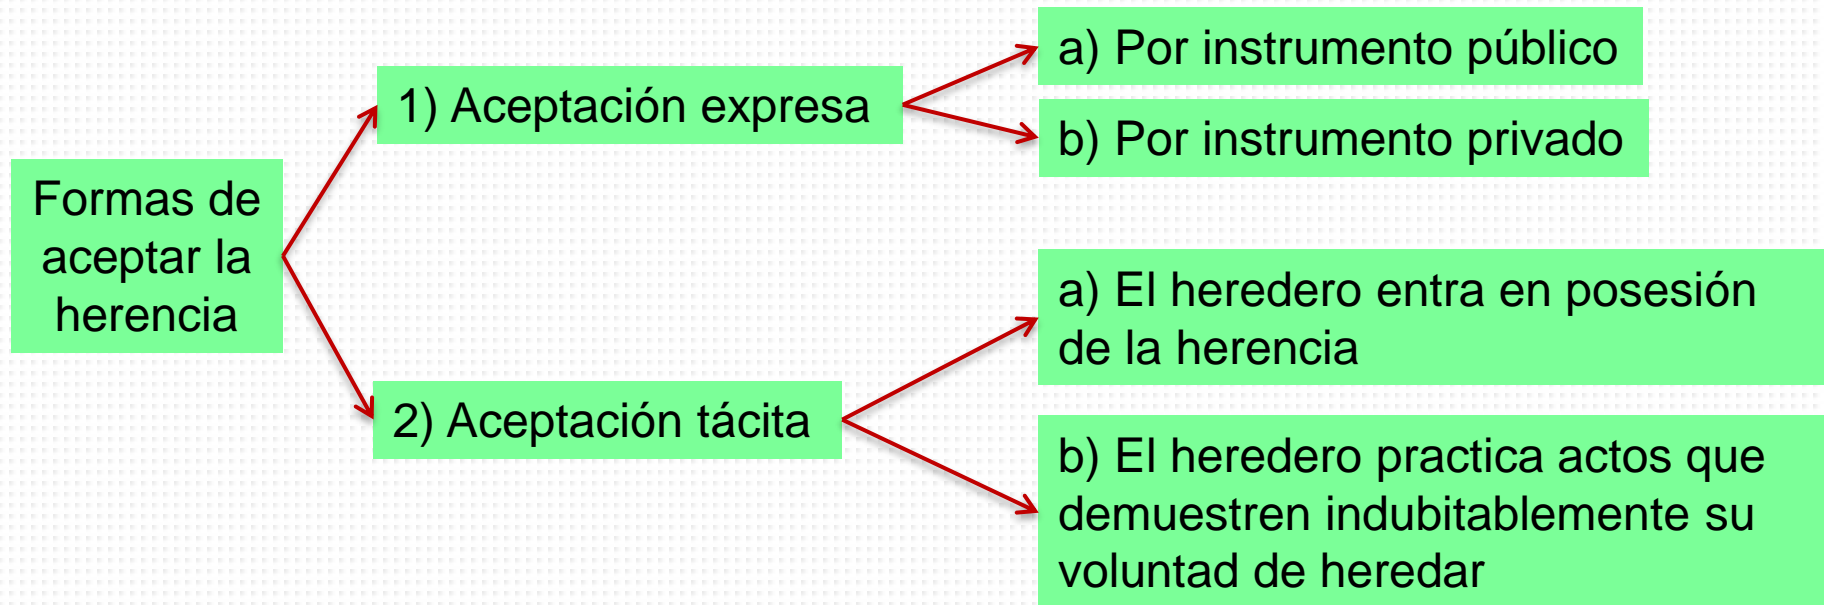 Formas de
aceptar la
herencia
1) Aceptación expresa
a) Por instrumento público
b) Por instrumento privado
2) Aceptación tácita
a) El heredero entra en posesión
de la herencia
b) El heredero practica actos que
demuestren indubitablemente su
voluntad de heredar